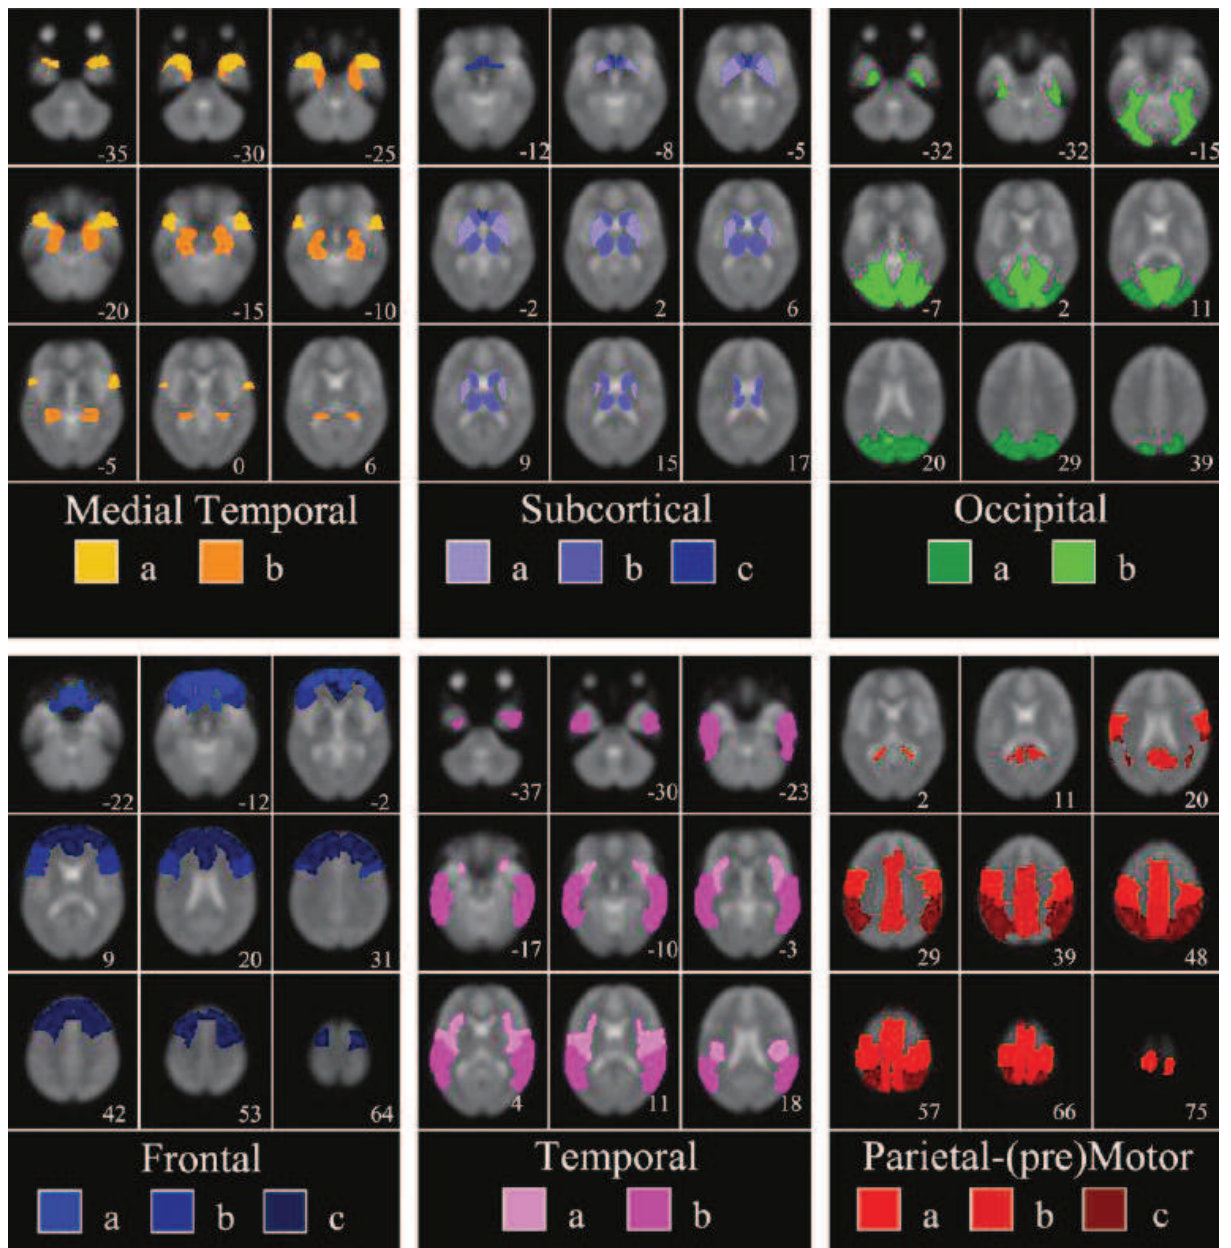 -35 -30 -25
-20 -15 -10
-5 0 6
Medial Temporal
a b
-12 -8 -5
-2 2 6
9 15 17
Subcortical
a b c
-32 -32 -15
-7 2 11
20 29 39
Occipital
a b
-22 -12 -2
9 20 31
42 53 64
Frontal
a b c
-37 -30 -23
-17 -10 -3
4 11 18
Temporal
a b
2 11 20
29 39 48
57 66 75
Parietal-(pre)Motor
a b c